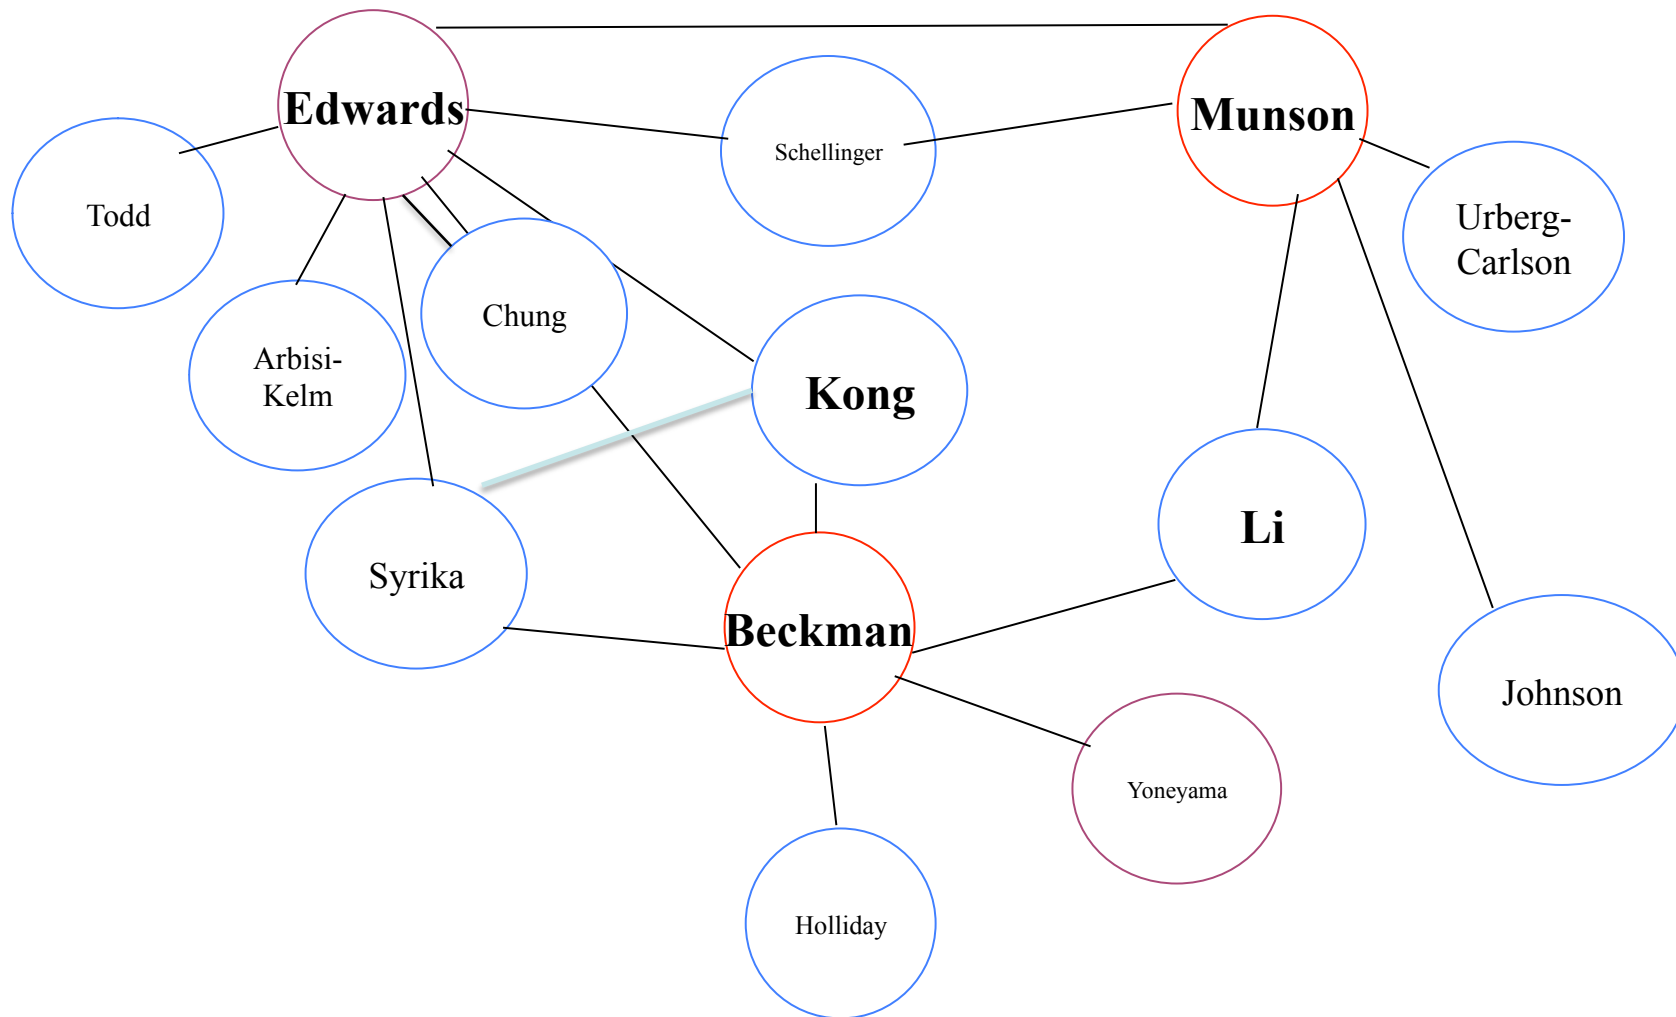 Edwards
Munson
Schellinger
Todd
Urberg-
Carlson
Chung
Arbisi-
Kelm
Kong
Li
Syrika
Beckman
Johnson
Yoneyama
Holliday